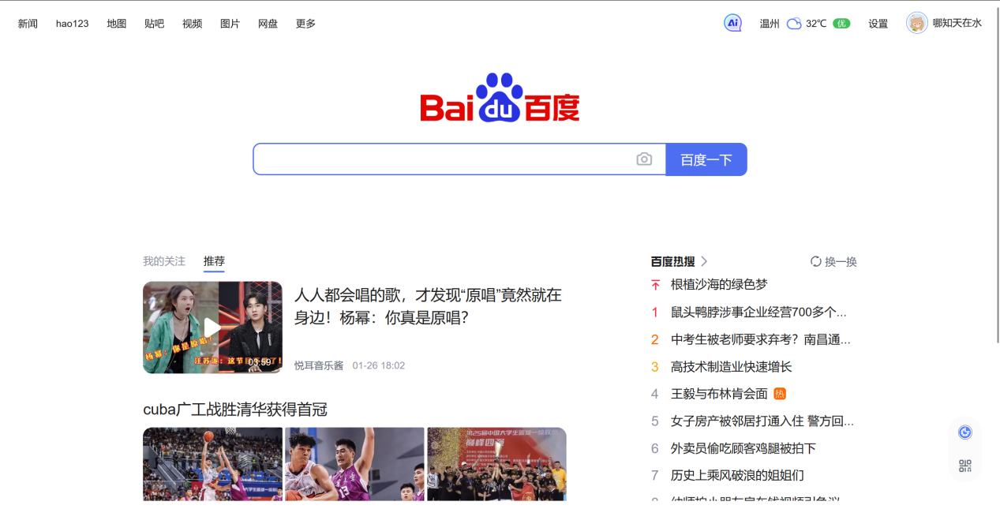 新闻 hao123 地图 贴吧 视频 图片 网盘 更多 Ai 温州 32℃ 优 设置 哪知天在水
Bai du 百度
百度一下
我的关注 推荐
人人都会唱的歌，才发现“原唱”竟然就在
身边！杨幂：你真是原唱？
杨幂：你是原唱？
03:59
悦耳音乐酱 01-26 18:02
cuba广工战胜清华获得首冠
巅峰四强
百度热搜 换一换
根植沙海的绿色梦
1 鼠头鸭脖涉事企业经营700多个...
2 中考生被老师要求弃考？南昌通...
3 高技术制造业快速增长
4 王毅与布林肯会面 热
5 女子房产被邻居打通入住 警方回...
6 外卖员偷吃顾客鸡腿被拍下
7 历史上乘风破浪的姐姐们